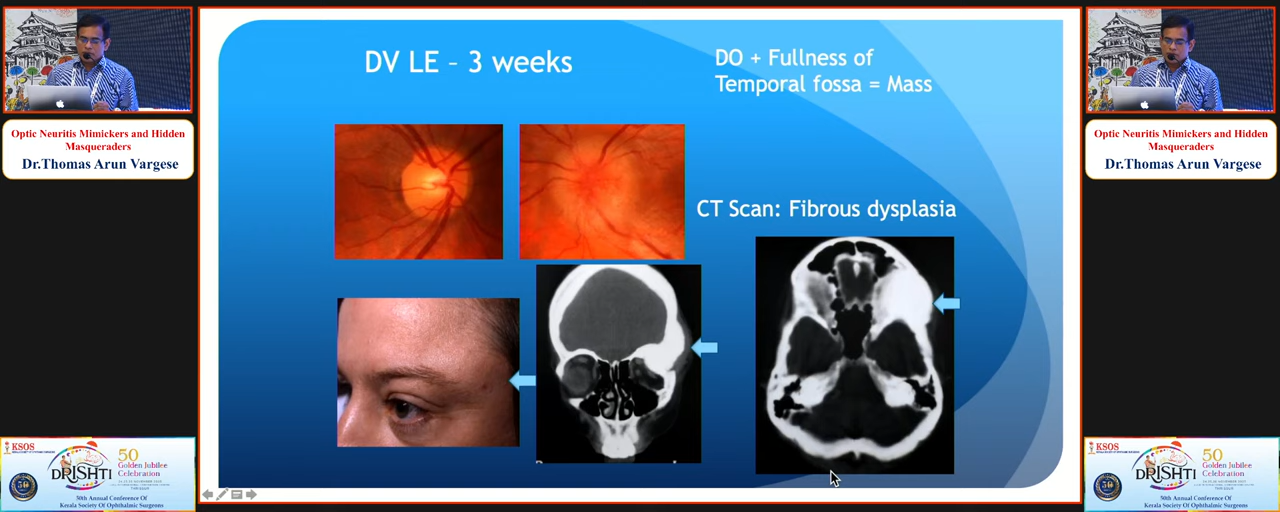 DV LE – 3 weeks
DO + Fullness of
Temporal fossa = Mass
CT Scan: Fibrous dysplasia
Optic Neuritis Mimickers and Hidden
Masqueraders
Dr.Thomas Arun Vargese
Optic Neuritis Mimickers and Hidden
Masqueraders
Dr.Thomas Arun Vargese
KSOS
DRISHTI
50
Golden Jubilee
Celebration
50th Annual Conference Of
Kerala Society Of Ophthalmic Surgeons
KSOS
DRISHTI
50
Golden Jubilee
Celebration
50th Annual Conference Of
Kerala Society Of Ophthalmic Surgeons